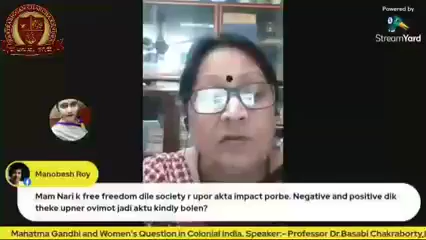 Powered by
StreamYard
Manobesh Roy
Mam Nari k free freedom dile society r upor akta impact porbe. Negative and positive dik
theke upner ovimot jadi aktu kindly bolen?
Mahatma Gandhi and Women's Question in Colonial India. Speaker:- Professor Dr.Basabi Chakraborty,